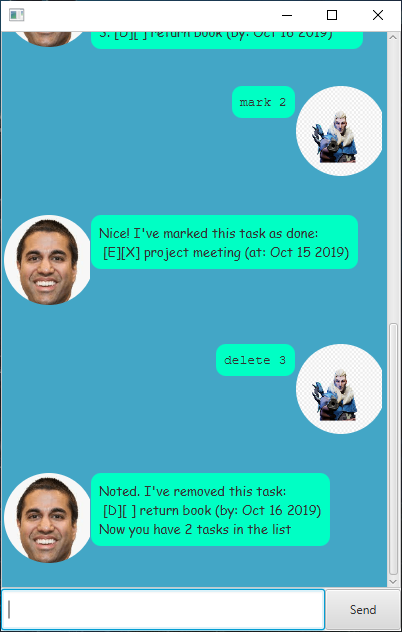 3. [D][ ] return book (by: Oct 16 2019)
mark 2
Nice! I've marked this task as done:
[E][X] project meeting (at: Oct 15 2019)
delete 3
Noted. I've removed this task:
[D][ ] return book (by: Oct 16 2019)
Now you have 2 tasks in the list
Send